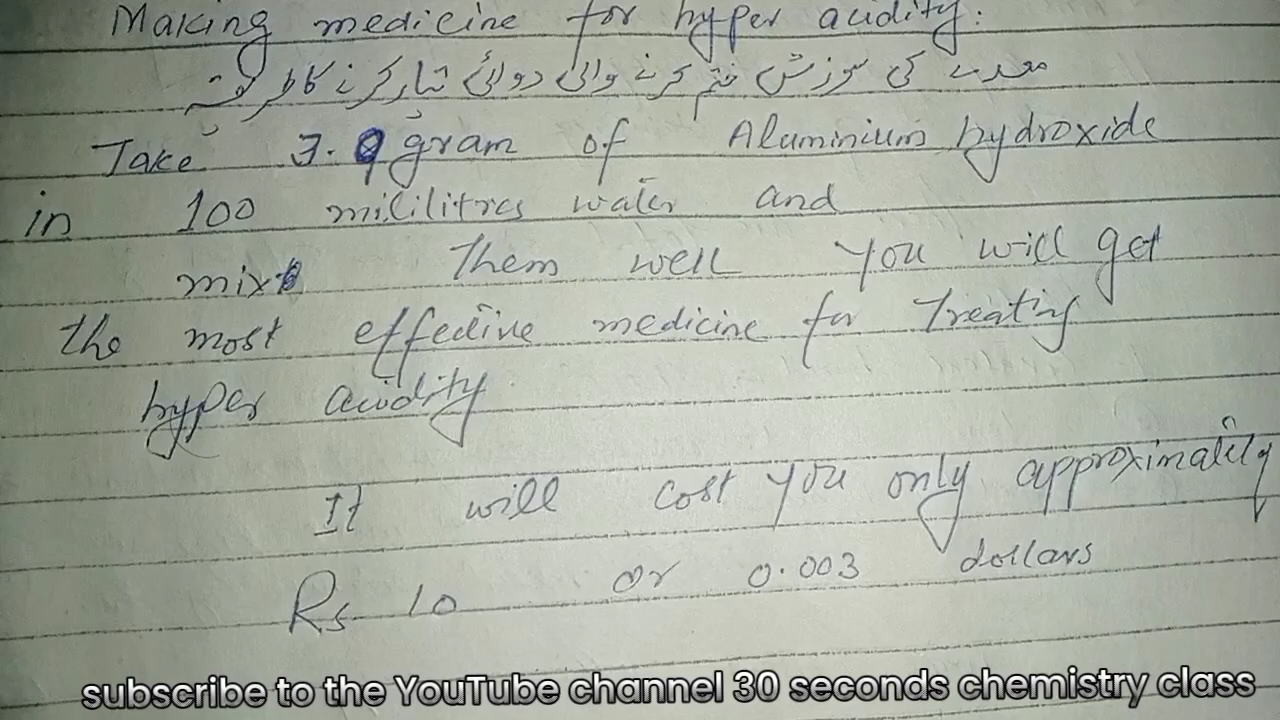 Making medicine for hyper acidity:
معدے کی سوزش ختم کرنے والی دوائی تیار کرنے کا طریقہ
Take 3.9 gram of Aluminium hydroxide
in 100 mililitres water and
mix them well you will get
the most effective medicine for treating
hyper acidity
It will cost you only approximately
Rs 10 or 0.003 dollars
subscribe to the YouTube channel 30 seconds chemistry class